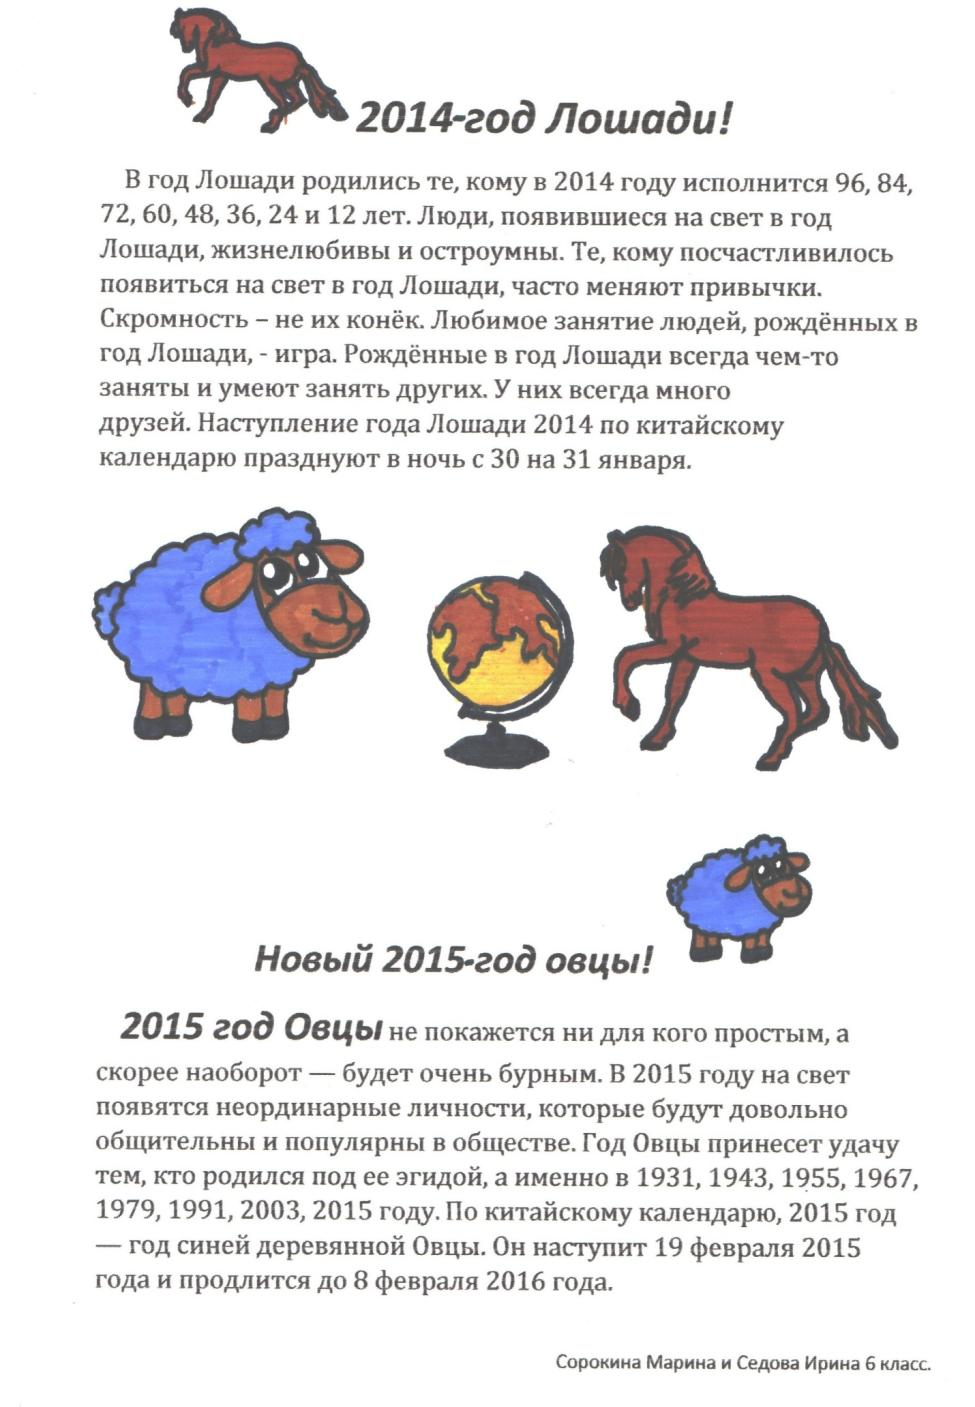 2014-год Лошади!
В год Лошади родились те, кому в 2014 году исполнится 96, 84,
72, 60, 48, 36, 24 и 12 лет. Люди, появившиеся на свет в год
Лошади, жизнелюбивы и остроумны. Те, кому посчастливилось
появиться на свет в год Лошади, часто меняют привычки.
Скромность – не их конёк. Любимое занятие людей, рождённых в
год Лошади, - игра. Рождённые в год Лошади всегда чем-то
заняты и умеют занять других. У них всегда много
друзей. Наступление года Лошади 2014 по китайскому
календарю празднуют в ночь с 30 на 31 января.
Новый 2015-год овцы!
2015 год Овцы не покажется ни для кого простым, а
скорее наоборот — будет очень бурным. В 2015 году на свет
появятся неординарные личности, которые будут довольно
общительны и популярны в обществе. Год Овцы принесет удачу
тем, кто родился под ее эгидой, а именно в 1931, 1943, 1955, 1967,
1979, 1991, 2003, 2015 году. По китайскому календарю, 2015 год
— год синей деревянной Овцы. Он наступит 19 февраля 2015
года и продлится до 8 февраля 2016 года.
Сорокина Марина и Седова Ирина 6 класс.